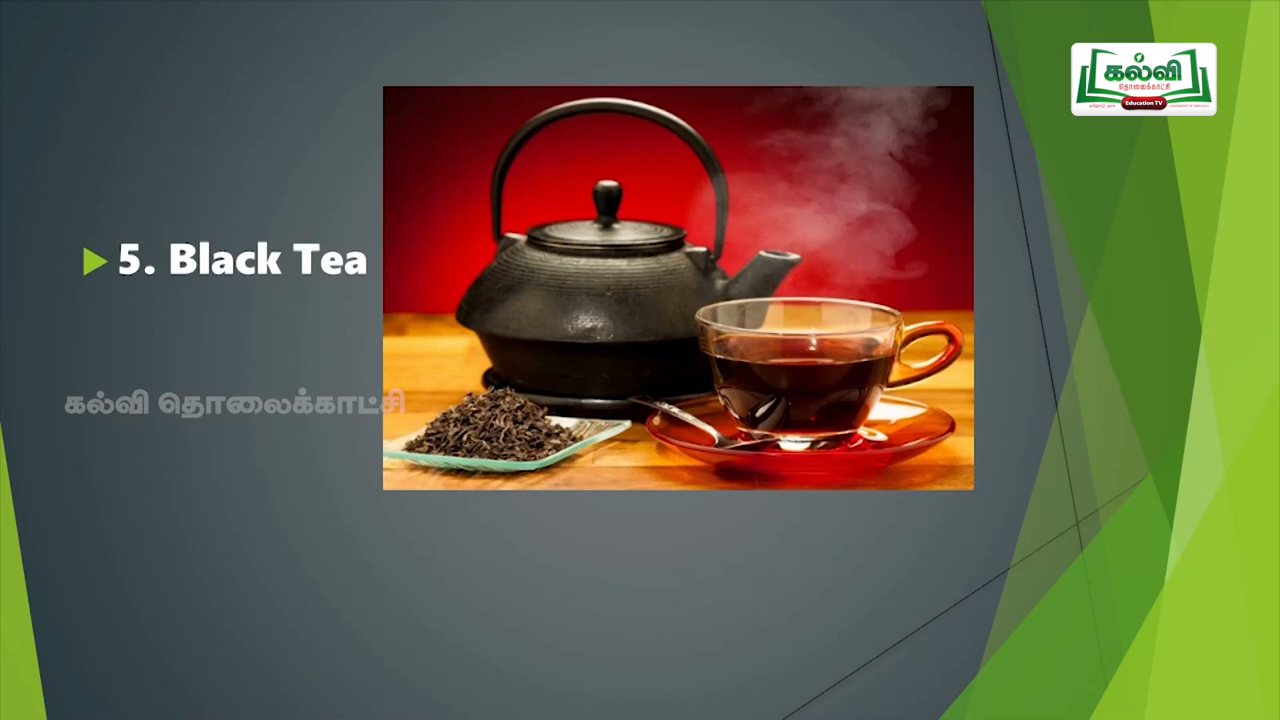 கல்வி
தொலைக்காட்சி
Education TV
5. Black Tea
கல்வி தொலைக்காட்சி